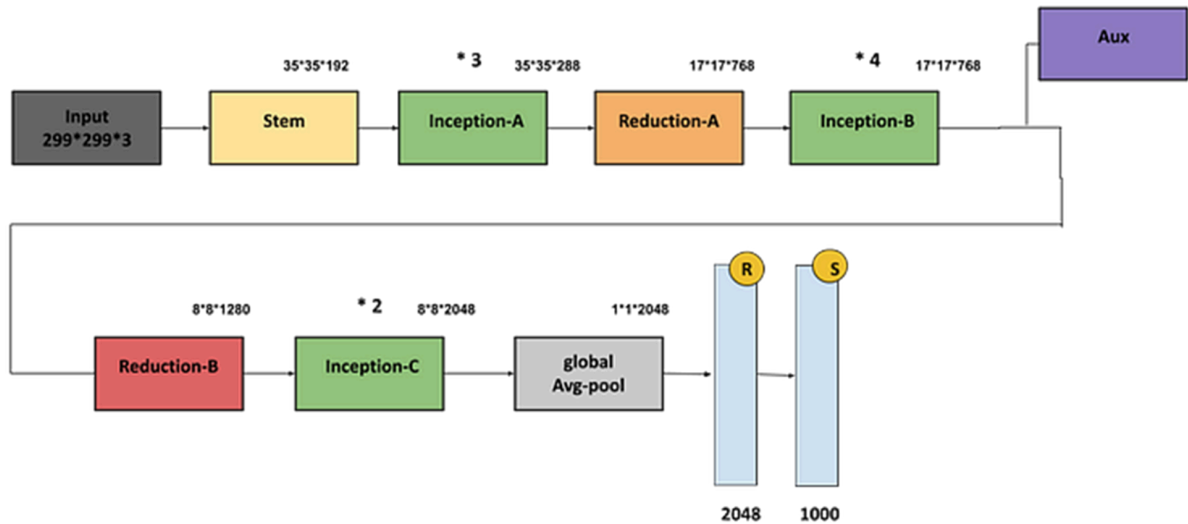 Aux
35*35*192
* 3
35*35*288
17*17*768
* 4
17*17*768
Input
299*299*3
Stem
Inception-A
Reduction-A
Inception-B
R
S
8*8*1280
* 2
8*8*2048
1*1*2048
Reduction-B
Inception-C
global
Avg-pool
2048
1000